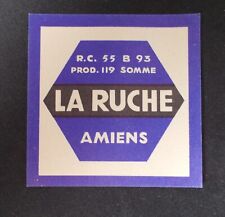 R.C. 55 B 93
PROD. 119 SOMME
LA RUCHE
AMIENS